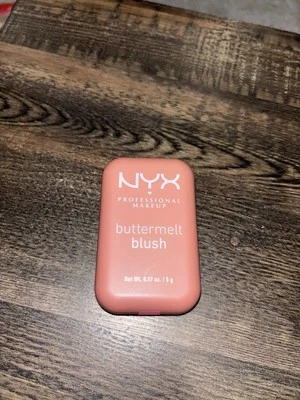 NYX
PROFESSIONAL
MAKEUP
buttermelt
blush
Net Wt. 0.17 oz. / 5 g